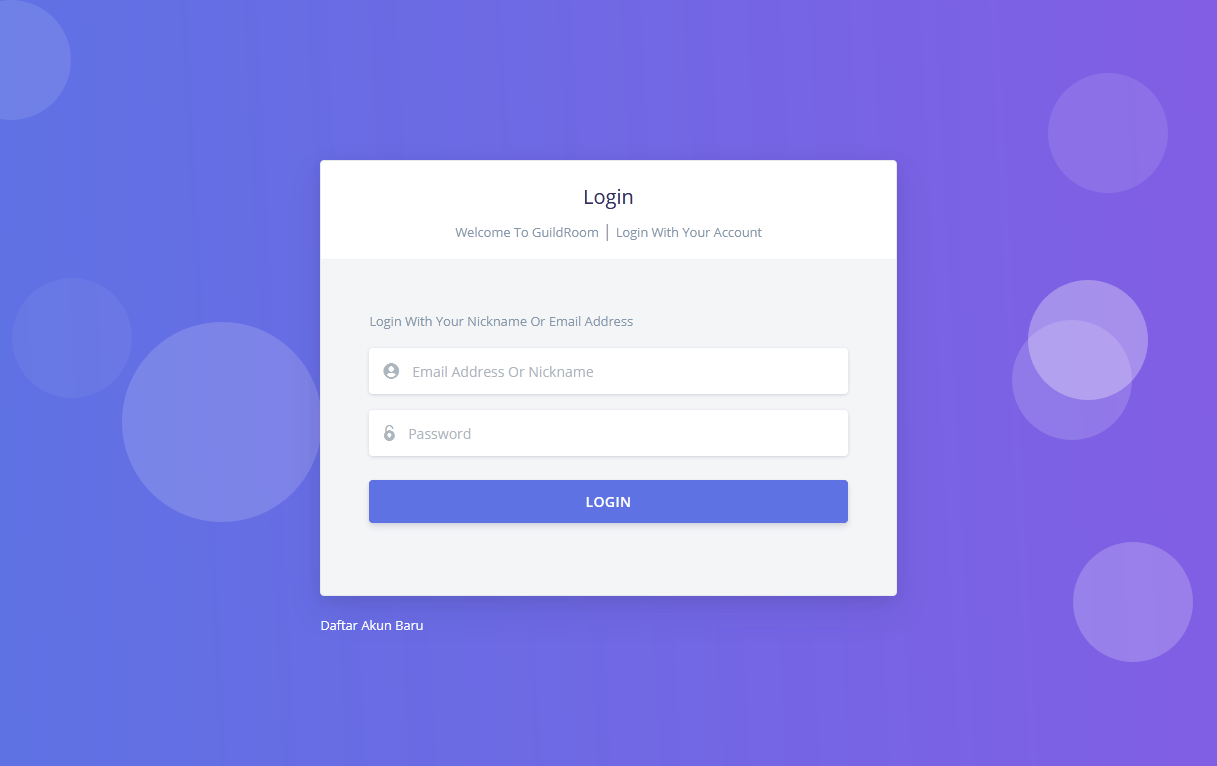 Login
Welcome To GuildRoom | Login With Your Account
Login With Your Nickname Or Email Address
Email Address Or Nickname
Password
LOGIN
Daftar Akun Baru